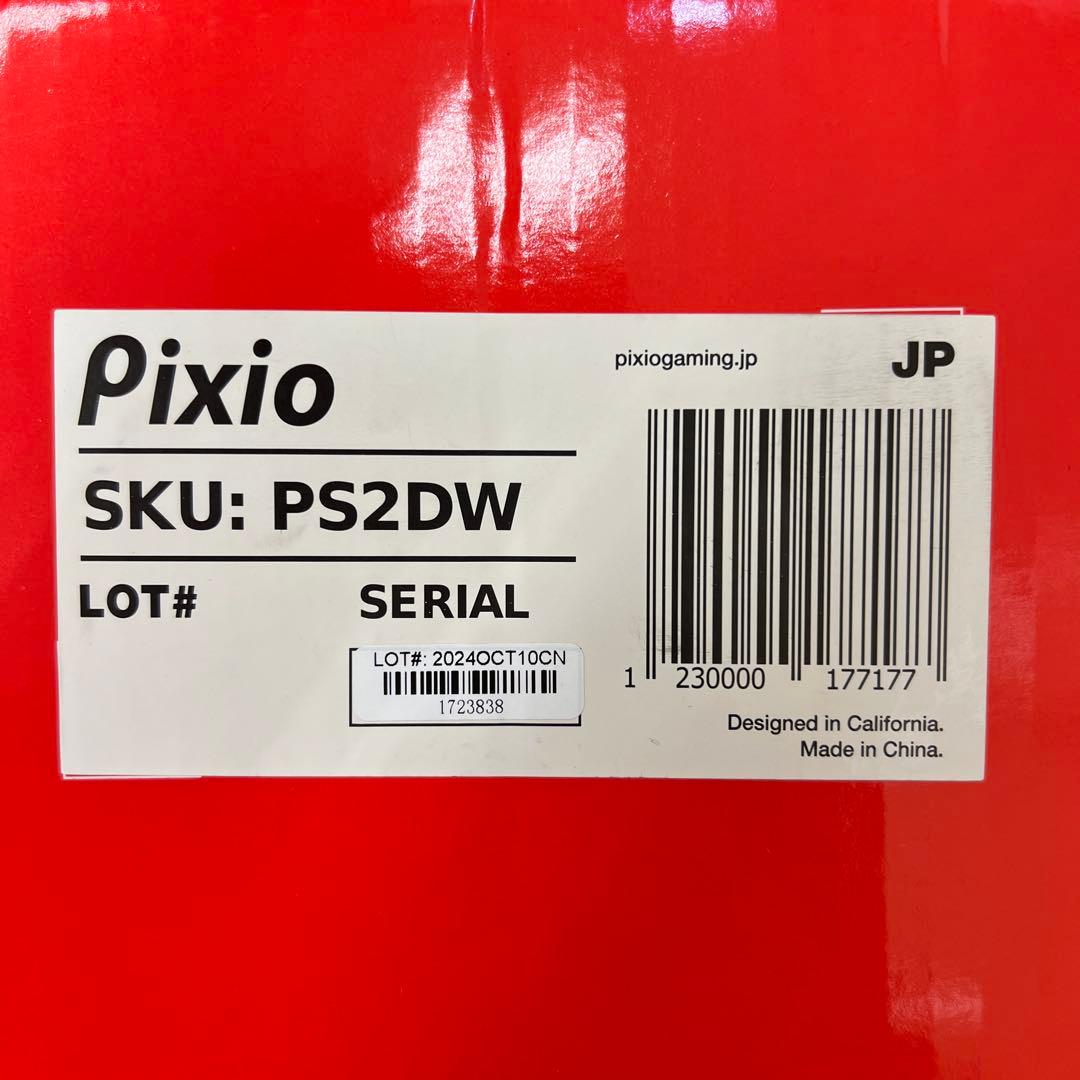 Pixio
pixiogaming.jp
JP
SKU: PS2DW
LOT#
SERIAL
LOT#: 2024OCT10CN
1723838
1 230000 177177
Designed in California.
Made in China.